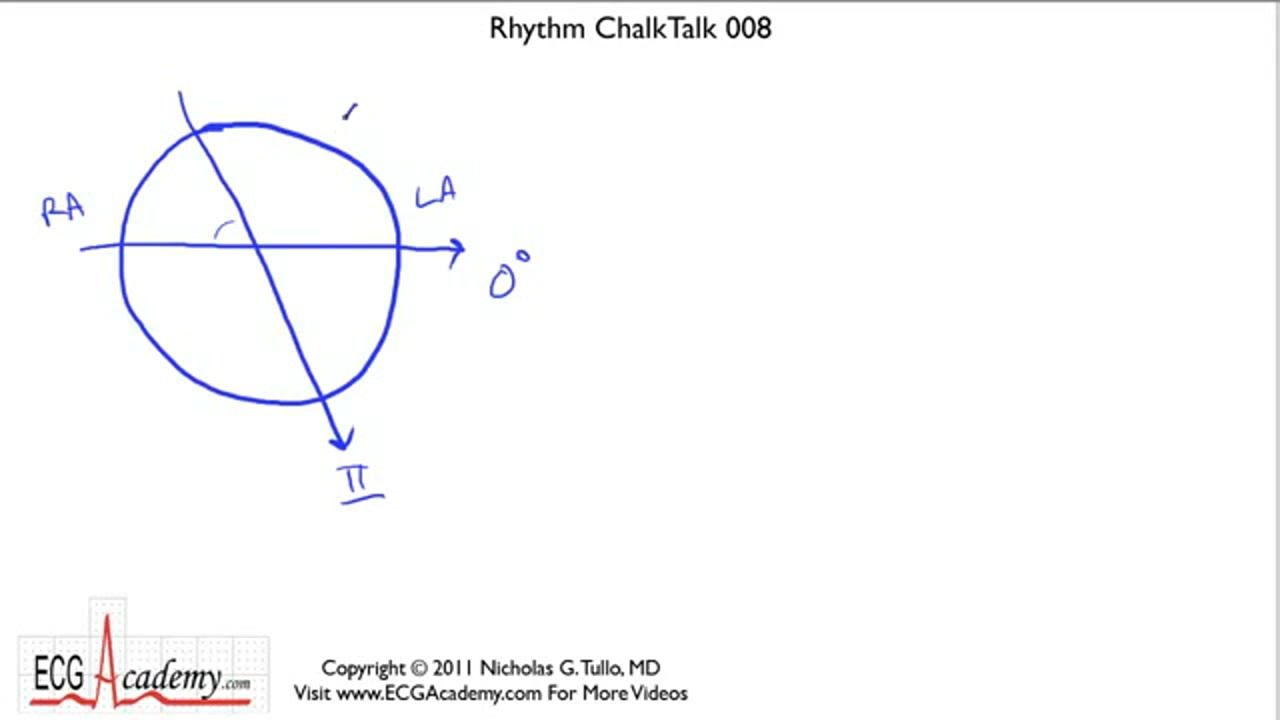 Rhythm ChalkTalk 008
RA
LA
0°
II
ECG Academy.com
Copyright © 2011 Nicholas G. Tullo, MD
Visit www.ECGAcademy.com For More Videos